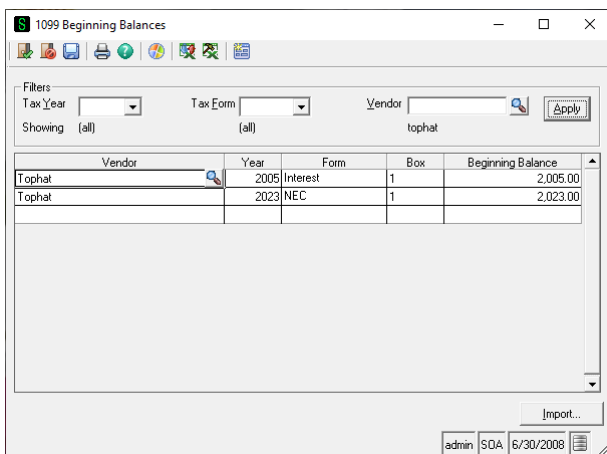 S 1099 Beginning Balances
Filters
Tax Year Tax Form Vendor Apply
Showing (all) (all) tophat
Vendor Year Form Box Beginning Balance
Tophat 2005 Interest 1 2,005.00
Tophat 2023 NEC 1 2,023.00
Import...
admin SOA 6/30/2008